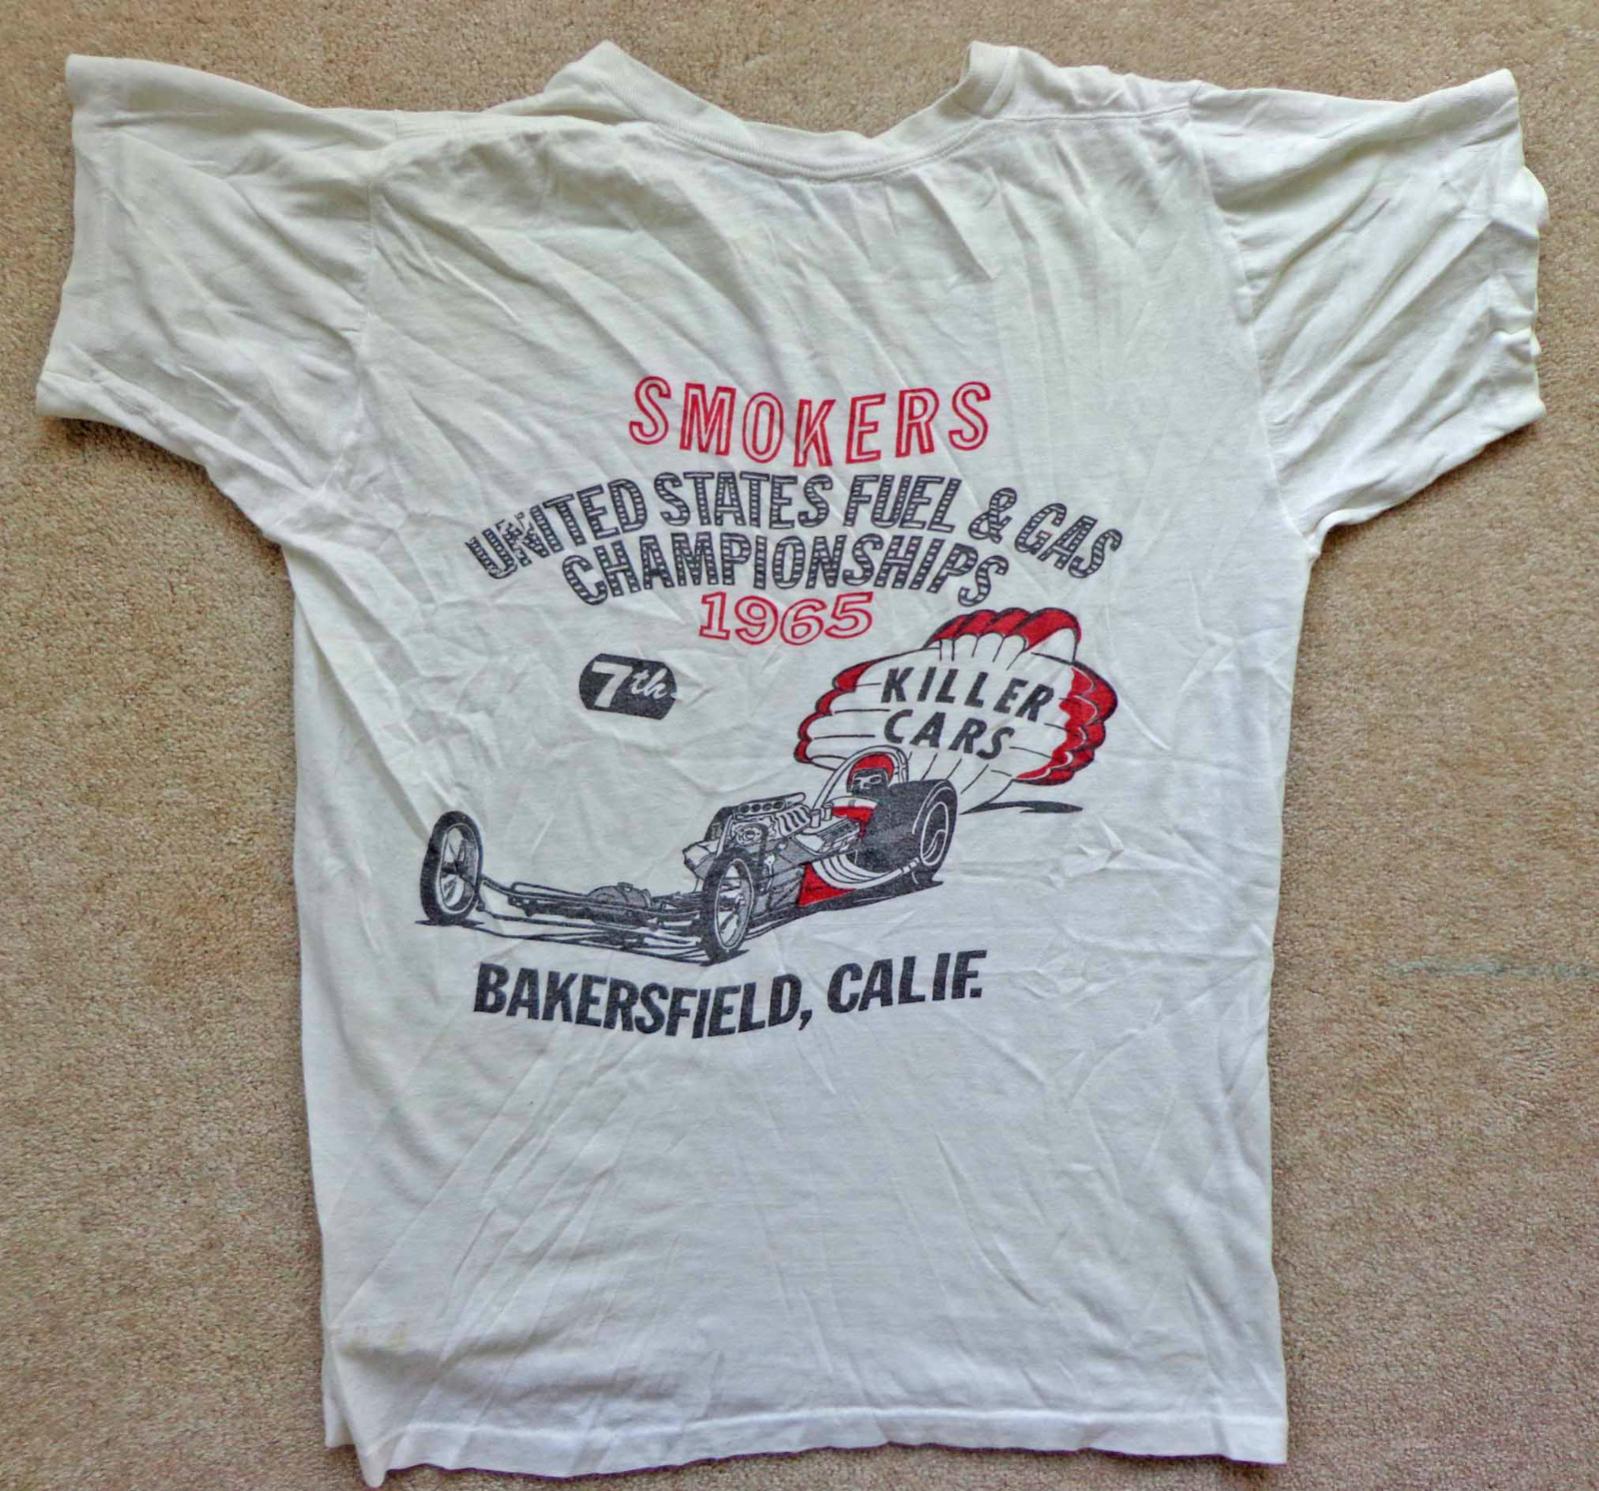 SMOKERS
UNITED STATES FUEL & GAS
CHAMPIONSHIPS
1965
7th
KILLER
CARS
BAKERSFIELD, CALIF.